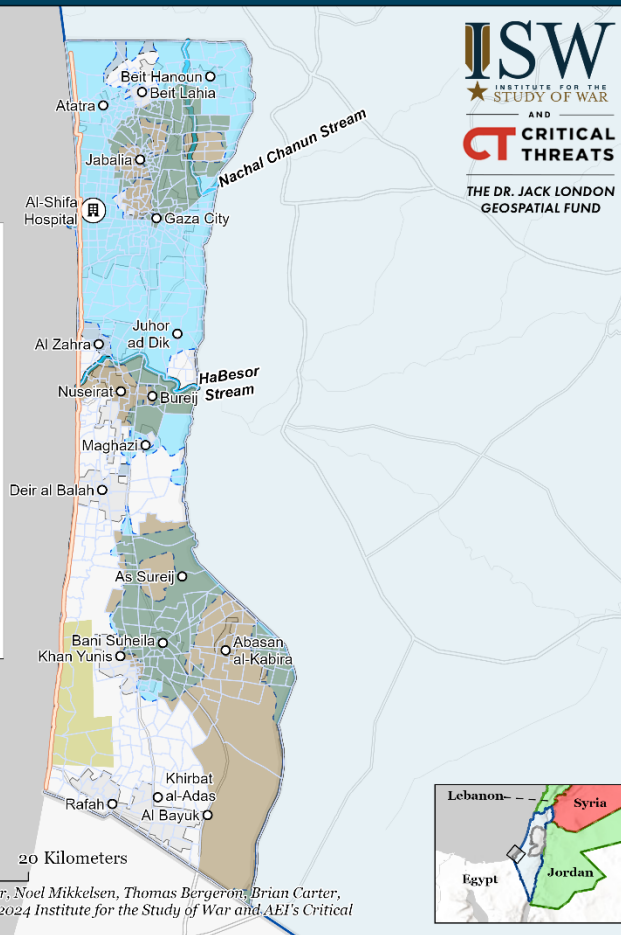 ISW
INSTITUTE FOR THE
STUDY OF WAR
AND
CT CRITICAL
THREATS
THE DR. JACK LONDON
GEOSPATIAL FUND
Beit Hanoun
Beit Lahia
Atatra
Nachal Chanun Stream
Jabalia
Al-Shifa
Hospital
Gaza City
Juhor
ad Dik
Al Zahra
HaBesor
Stream
Nuseirat
Bureij
Maghazi
Deir al Balah
As Sureij
Bani Suheila
Khan Yunis
Abasan
al-Kabira
Khirbat
al-Adas
Rafah
Al Bayuk
20 Kilometers
r, Noel Mikkelsen, Thomas Bergeron, Brian Carter,
2024 Institute for the Study of War and AEI's Critical
Lebanon
Syria
Egypt
Jordan